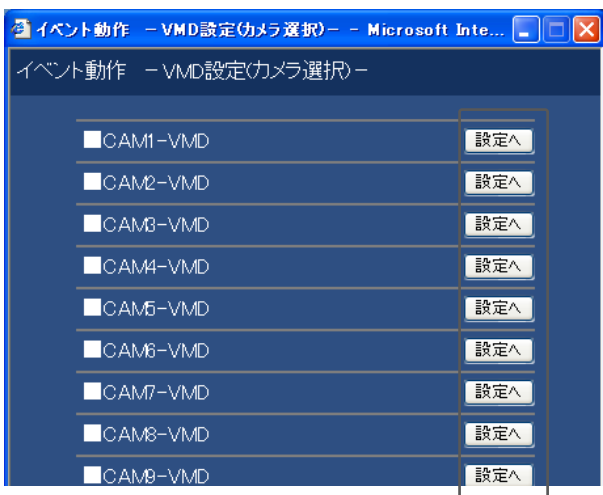 イベント動作 －VMD設定(カメラ選択)－ - Microsoft Inte...
イベント動作 －VMD設定(カメラ選択)－
■CAM1-VMD 設定へ
■CAM2-VMD 設定へ
■CAM3-VMD 設定へ
■CAM4-VMD 設定へ
■CAM5-VMD 設定へ
■CAM6-VMD 設定へ
■CAM7-VMD 設定へ
■CAM8-VMD 設定へ
■CAM9-VMD 設定へ